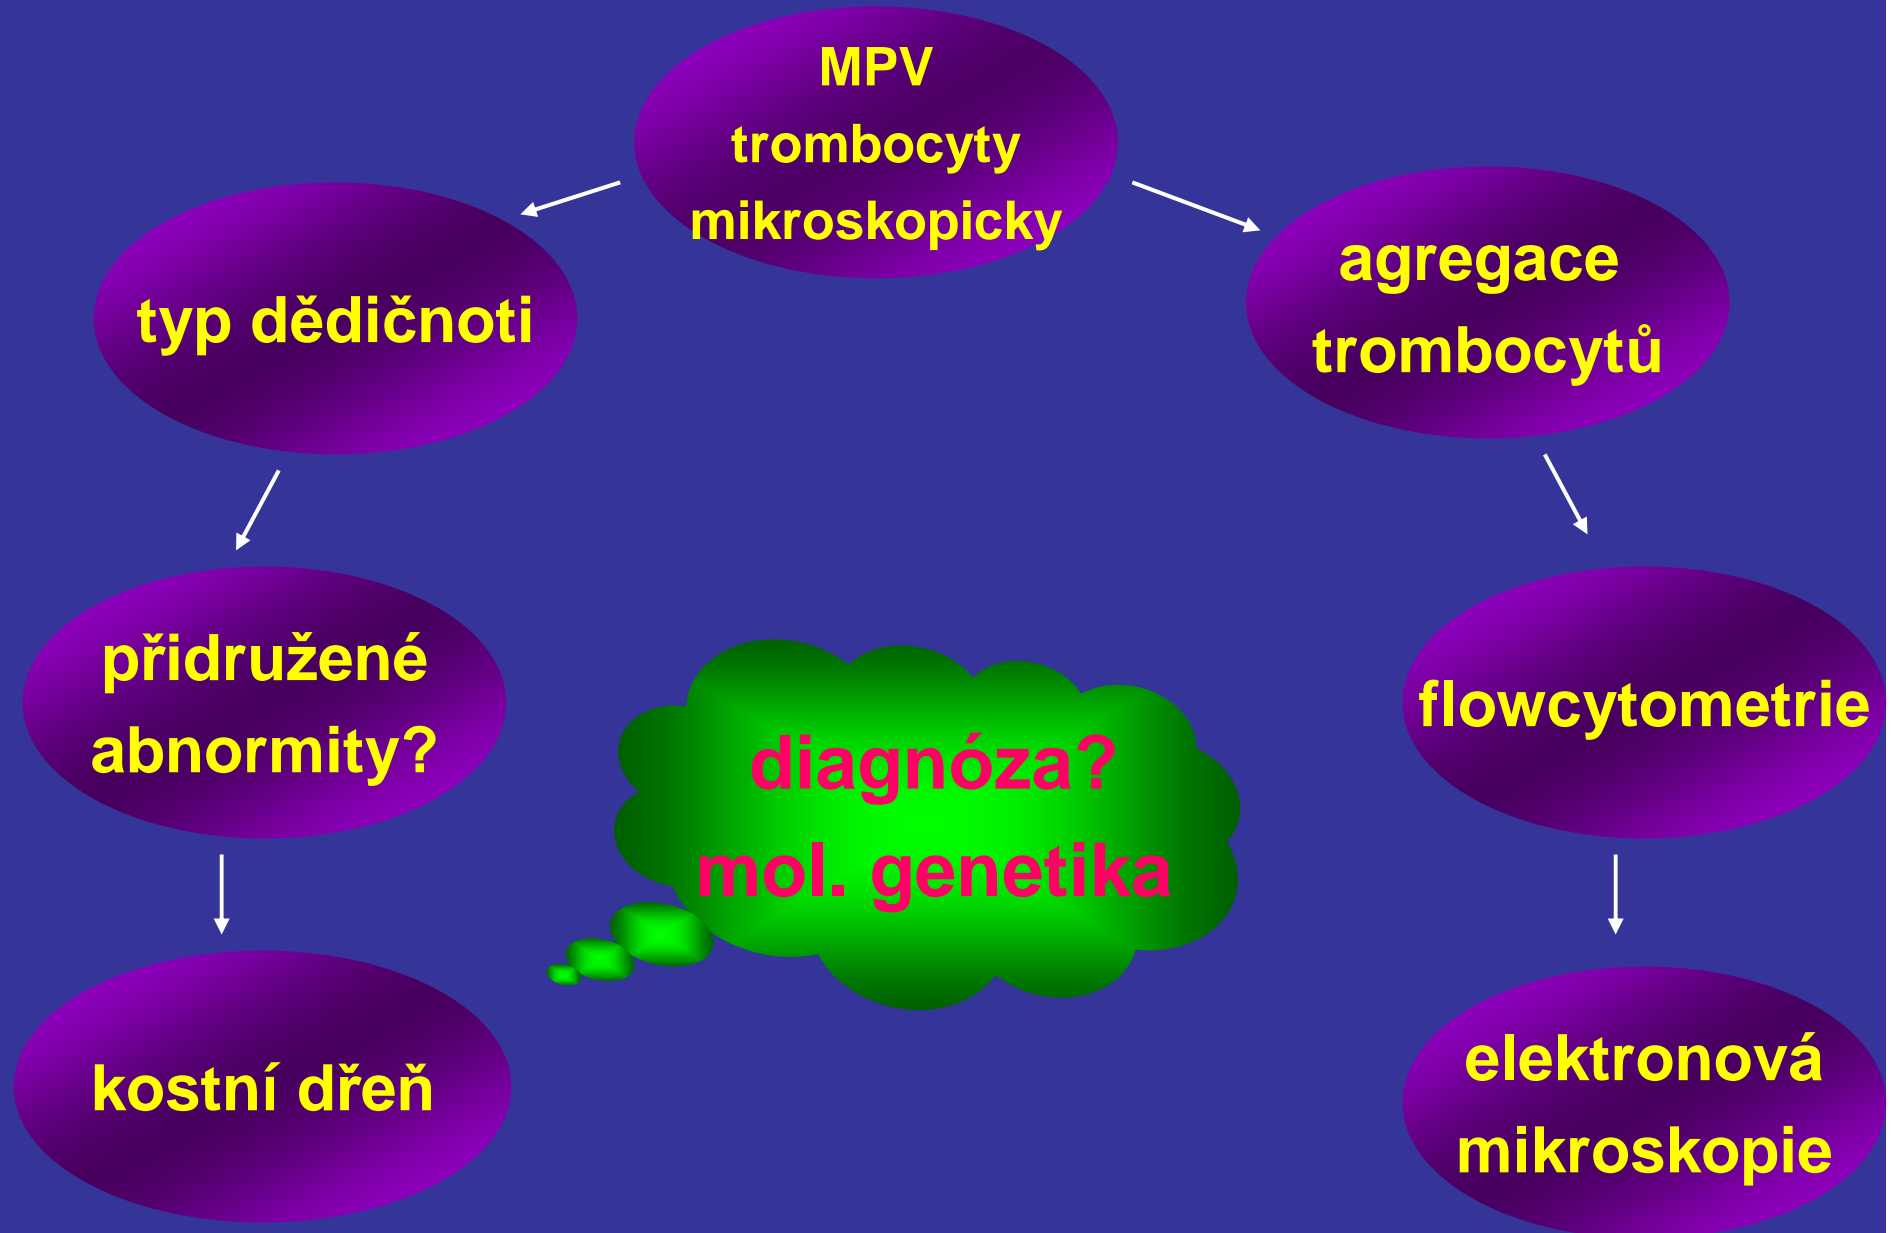 MPV
trombocyty
mikroskopicky
typ dědičnoti
agregace
trombocytů
přidružené
abnormity?
flowcytometrie
diagnóza?
mol. genetika
kostní dřeň
elektronová
mikroskopie